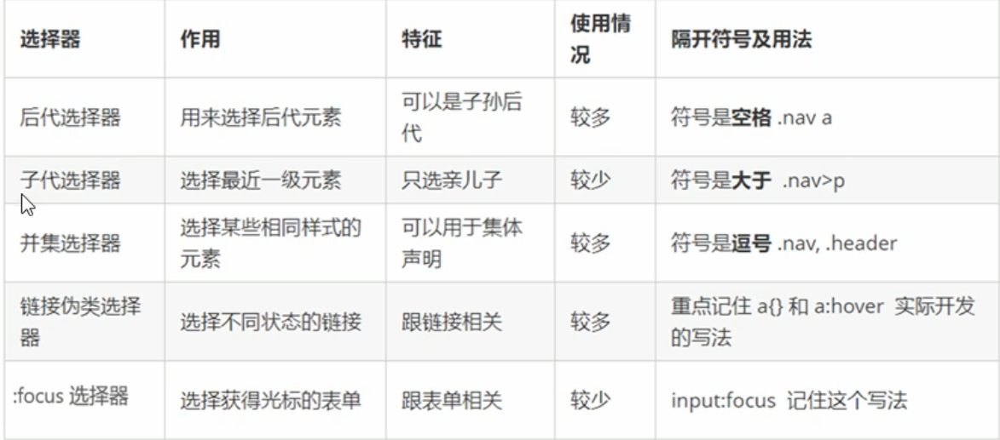 选择器 作用 特征 使用情况 隔开符号及用法
后代选择器 用来选择后代元素 可以是子孙后代 较多 符号是空格 .nav a
子代选择器 选择最近一级元素 只选亲儿子 较少 符号是大于 .nav>p
并集选择器 选择某些相同样式的元素 可以用于集体声明 较多 符号是逗号 .nav, .header
链接伪类选择器 选择不同状态的链接 跟链接相关 较多 重点记住 a{} 和 a:hover 实际开发的写法
:focus 选择器 选择获得光标的表单 跟表单相关 较少 input:focus 记住这个写法